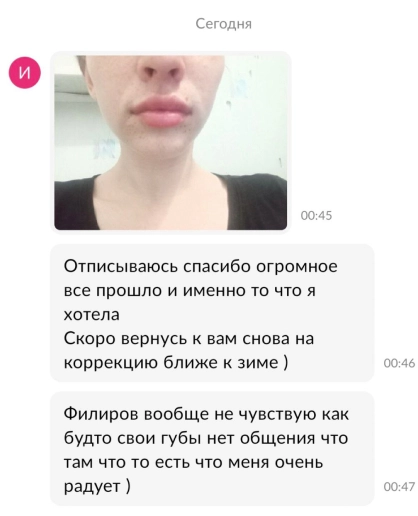 Сегодня
И
00:45
Отписываюсь спасибо огромное
все прошло и именно то что я
хотела
Скоро вернусь к вам снова на
коррекцию ближе к зиме )
00:46
Филиров вообще не чувствую как
будто свои губы нет общения что
там что то есть что меня очень
радует )
00:47